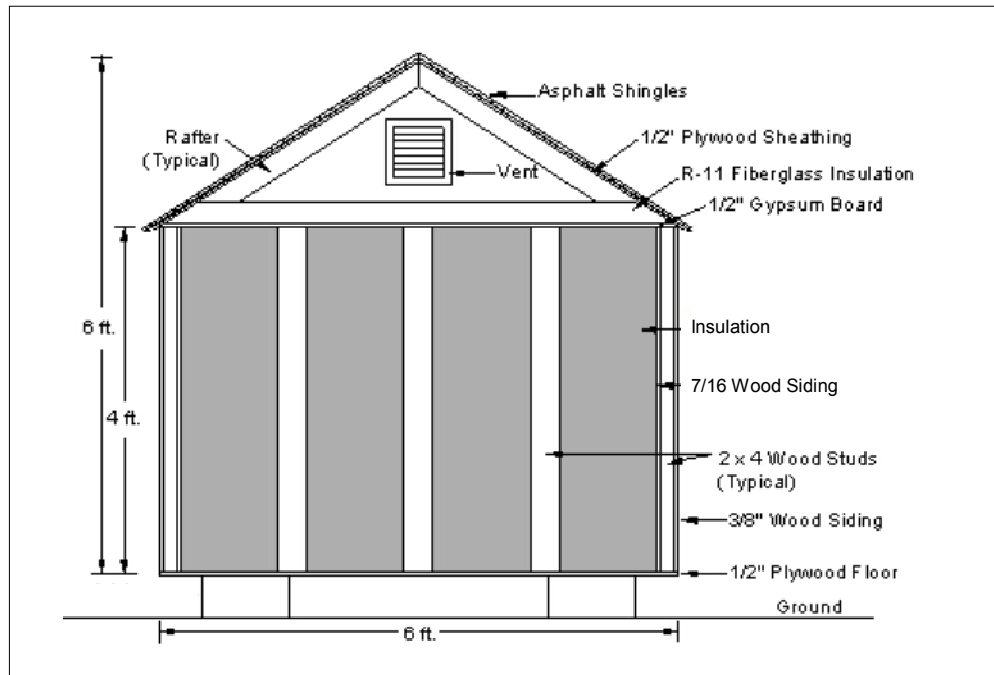 Asphalt Shingles
Rafter
(Typical)
1/2" Plywood Sheathing
Vent
R-11 Fiberglass Insulation
1/2" Gypsum Board
6 ft.
Insulation
7/16 Wood Siding
4 ft.
2 x 4 Wood Studs
(Typical)
3/8" Wood Siding
1/2" Plywood Floor
Ground
6 ft.